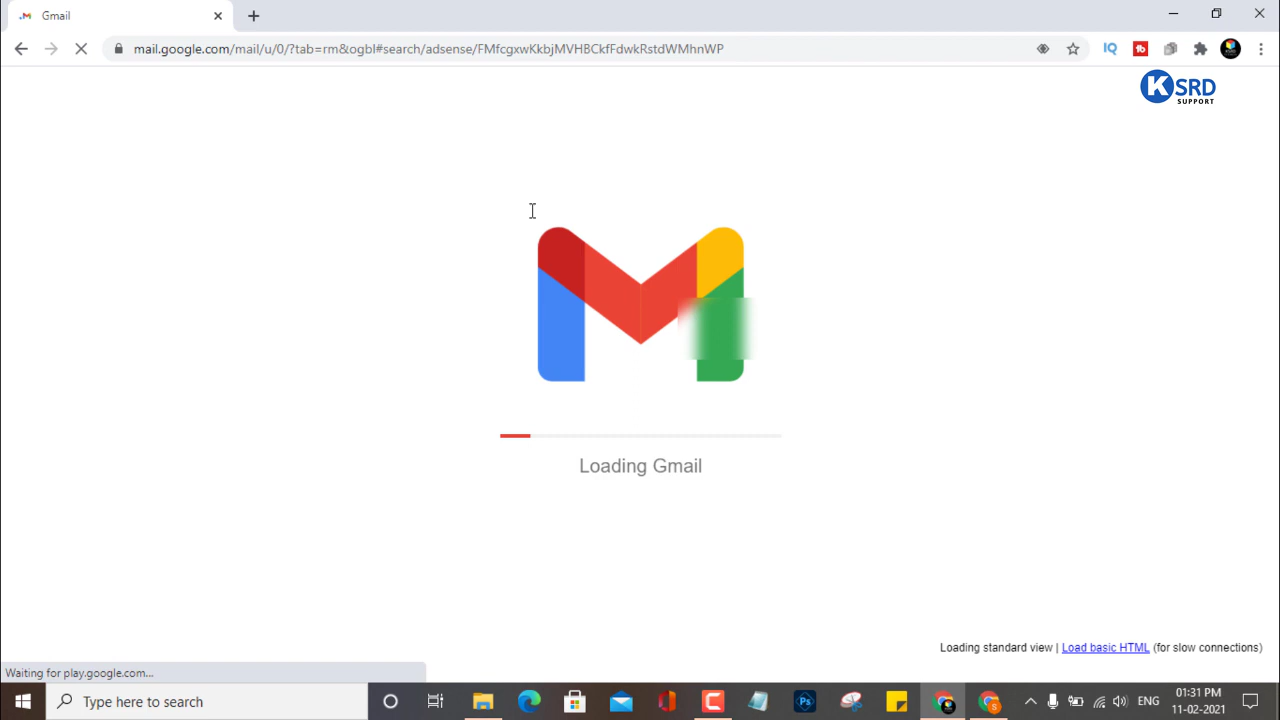 Gmail
mail.google.com/mail/u/0/?tab=rm&ogbl#search/adsense/FMfcgxwKkbjMVHBCkfFdwkRstdWMhnWP
IQ
KSRD
SUPPORT
Loading Gmail
Loading standard view | Load basic HTML (for slow connections)
Waiting for play.google.com...
Type here to search
Ps
S
ENG
01:31 PM
11-02-2021